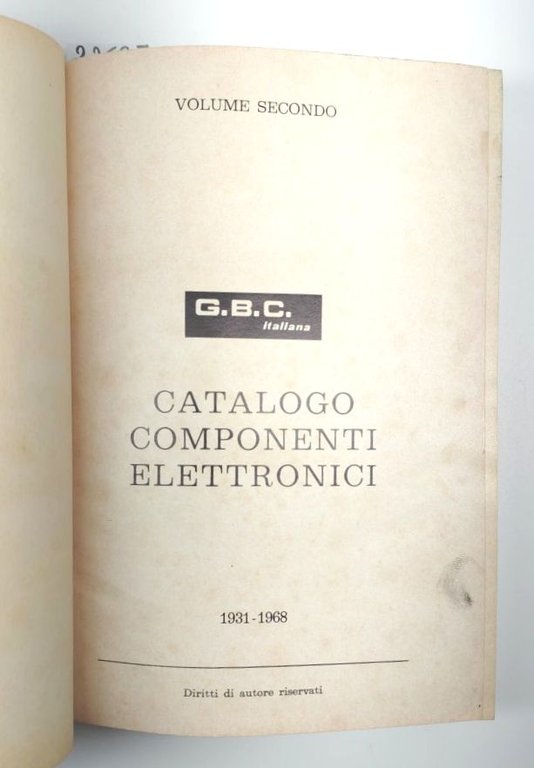 VOLUME SECONDO
G.B.C.
italiana
CATALOGO
COMPONENTI
ELETTRONICI
1931-1968
Diritti di autore riservati